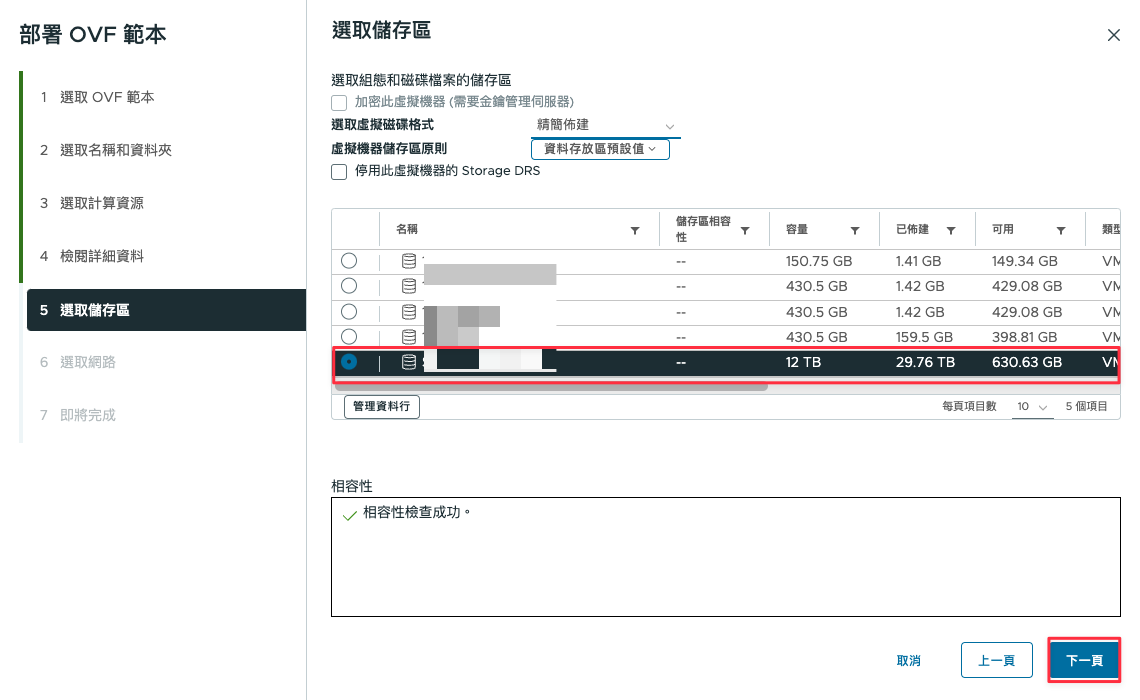 部署 OVF 範本
1 選取 OVF 範本
2 選取名稱和資料夾
3 選取計算資源
4 檢閱詳細資料
5 選取儲存區
6 選取網路
7 即將完成
選取儲存區
選取組態和磁碟檔案的儲存區
加密此虛擬機器 (需要金鑰管理伺服器)
選取虛擬磁碟格式 精簡佈建
虛擬機器儲存區原則 資料存放區預設值
停用此虛擬機器的 Storage DRS
名稱 儲存區相容性 容量 已佈建 可用 類型
-- 150.75 GB 1.41 GB 149.34 GB VM
-- 430.5 GB 1.42 GB 429.08 GB VM
-- 430.5 GB 1.42 GB 429.08 GB VM
-- 430.5 GB 159.5 GB 398.81 GB VM
-- 12 TB 29.76 TB 630.63 GB VM
管理資料行 每頁項目數 10 5 個項目
相容性
相容性檢查成功。
取消 上一頁 下一頁